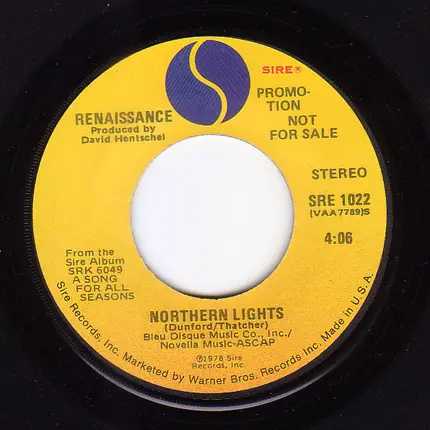 SIRE®
RENAISSANCE
Produced by
David Hentschel
PROMO-
TION
NOT
FOR SALE
STEREO
SRE 1022
(VAA7789)S
4:06
From the
Sire Album
SRK 6049
A SONG
FOR ALL
SEASONS
NORTHERN LIGHTS
(Dunford/Thatcher)
Bleu Disque Music Co., Inc./
Novella Music-ASCAP
℗1978 Sire
Records, Inc.
Sire Records, Inc. Marketed by Warner Bros. Records Inc. Made in U.S.A.